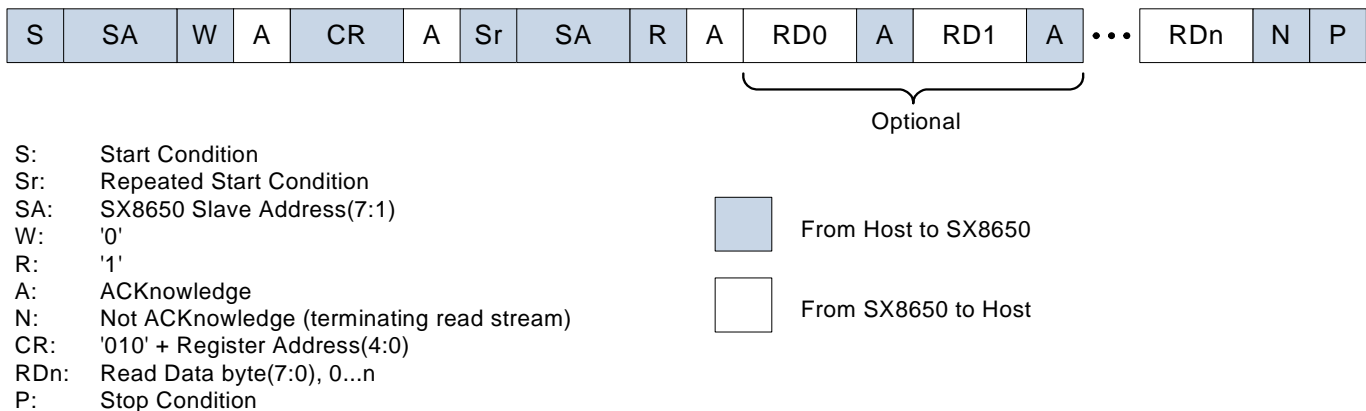 S SA W A CR A Sr SA R A RD0 A RD1 A ••• RDn N P
Optional
S: Start Condition
Sr: Repeated Start Condition
SA: SX8650 Slave Address(7:1)
W: '0'
R: '1'
A: ACKnowledge
N: Not ACKnowledge (terminating read stream)
CR: '010' + Register Address(4:0)
RDn: Read Data byte(7:0), 0...n
P: Stop Condition
From Host to SX8650
From SX8650 to Host